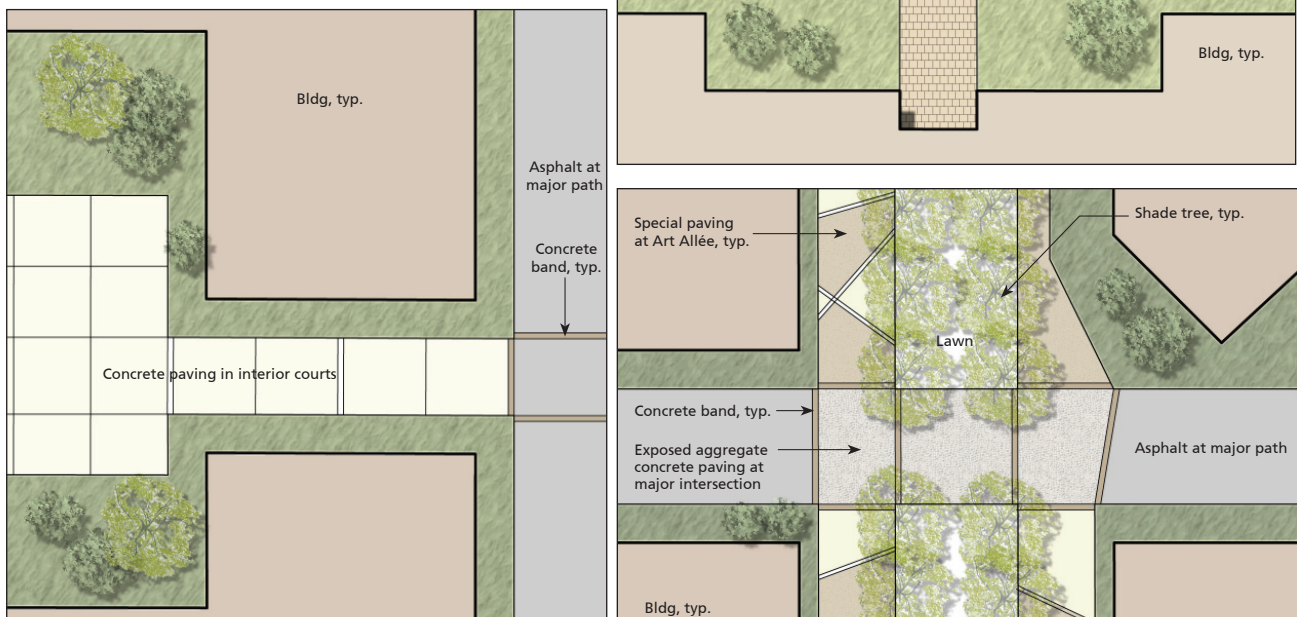 Bldg, typ.
Asphalt at
major path
Concrete
band, typ.
Concrete paving in interior courts
Bldg, typ.
Special paving
at Art Allée, typ.
Shade tree, typ.
Lawn
Concrete band, typ.
Exposed aggregate
concrete paving at
major intersection
Asphalt at major path
Bldg, typ.